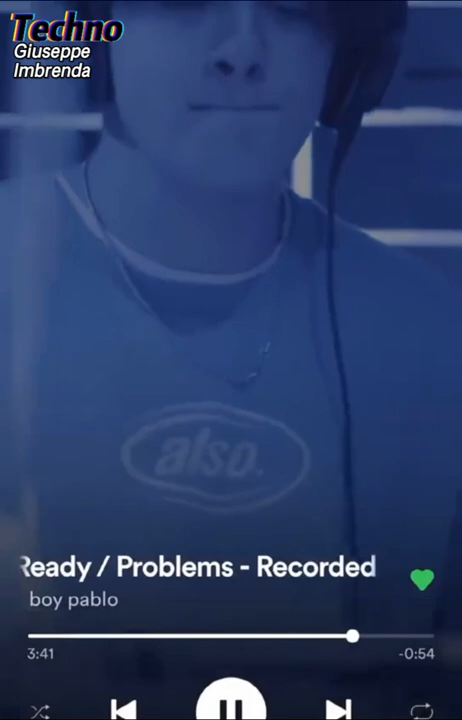 Techno
Giuseppe
Imbrenda
also.
Ready / Problems - Recorded
boy pablo
3:41
-0:54